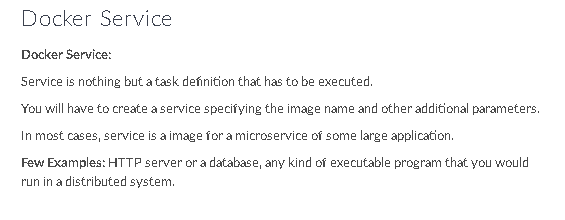 Docker Service
Docker Service:
Service is nothing but a task definition that has to be executed.
You will have to create a service specifying the image name and other additional parameters.
In most cases, service is a image for a microservice of some large application.
Few Examples: HTTP server or a database, any kind of executable program that you would
run in a distributed system.